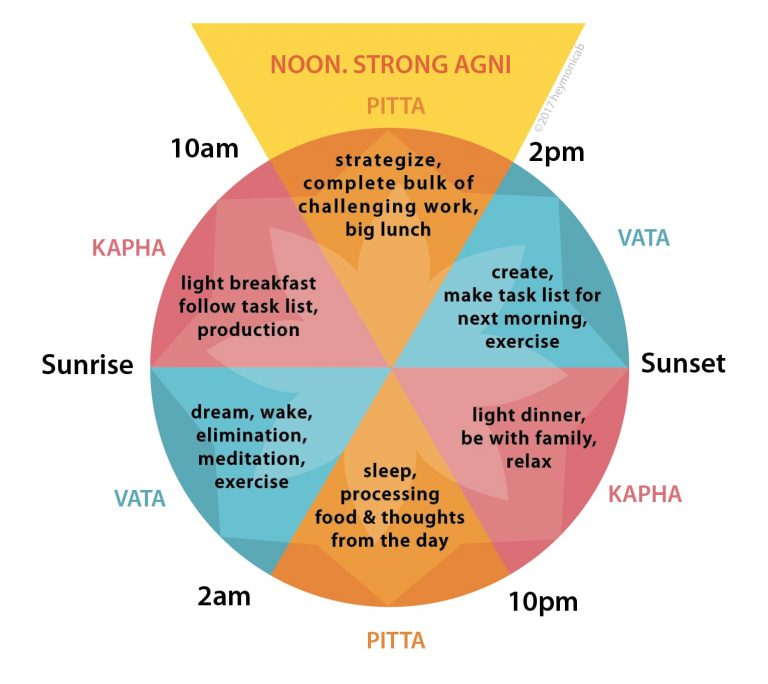 NOON. STRONG AGNI
PITTA
©2017 heymonicab
10am
2pm
strategize,
complete bulk of
challenging work,
big lunch
KAPHA
VATA
light breakfast
follow task list,
production
create,
make task list for
next morning,
exercise
Sunrise
Sunset
dream, wake,
elimination,
meditation,
exercise
light dinner,
be with family,
relax
sleep,
processing
food & thoughts
from the day
VATA
KAPHA
2am
10pm
PITTA